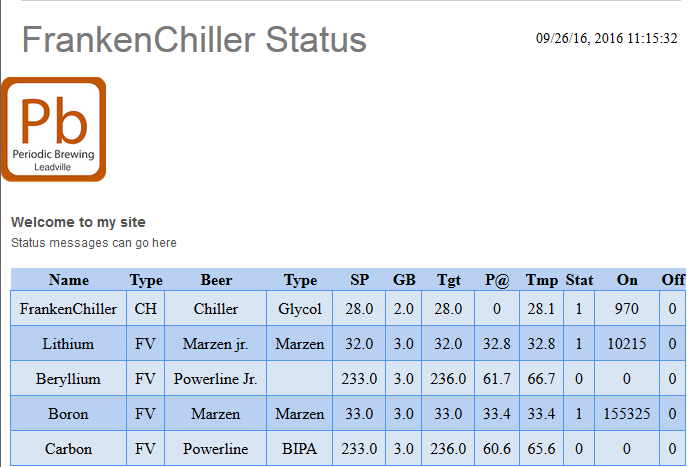 FrankenChiller Status
09/26/16, 2016 11:15:32
Pb
Periodic Brewing
Leadville
Welcome to my site
Status messages can go here
Name Type Beer Type SP GB Tgt P@ Tmp Stat On Off
FrankenChiller CH Chiller Glycol 28.0 2.0 28.0 0 28.1 1 970 0
Lithium FV Marzen jr. Marzen 32.0 3.0 32.0 32.8 32.8 1 10215 0
Beryllium FV Powerline Jr. 233.0 3.0 236.0 61.7 66.7 0 0 0
Boron FV Marzen Marzen 33.0 3.0 33.0 33.4 33.4 1 155325 0
Carbon FV Powerline BIPA 233.0 3.0 236.0 60.6 65.6 0 0 0